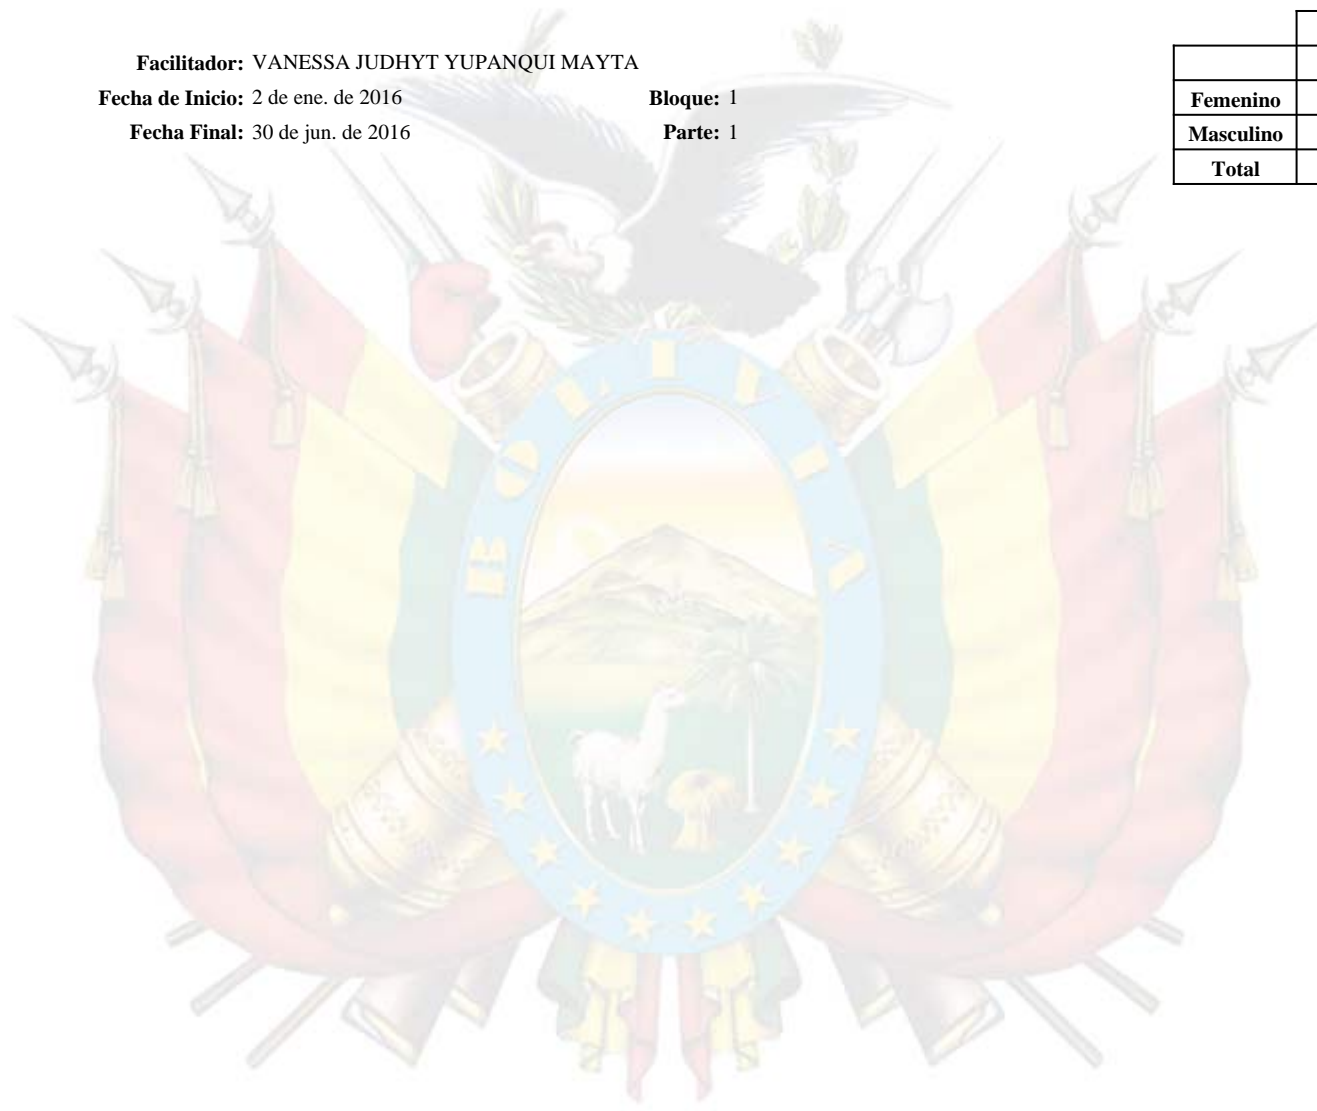 Facilitador: VANESSA JUDHYT YUPANQUI MAYTA
Fecha de Inicio: 2 de ene. de 2016 Bloque: 1
Fecha Final: 30 de jun. de 2016 Parte: 1
Femenino
Masculino
Total
BOLIVIA